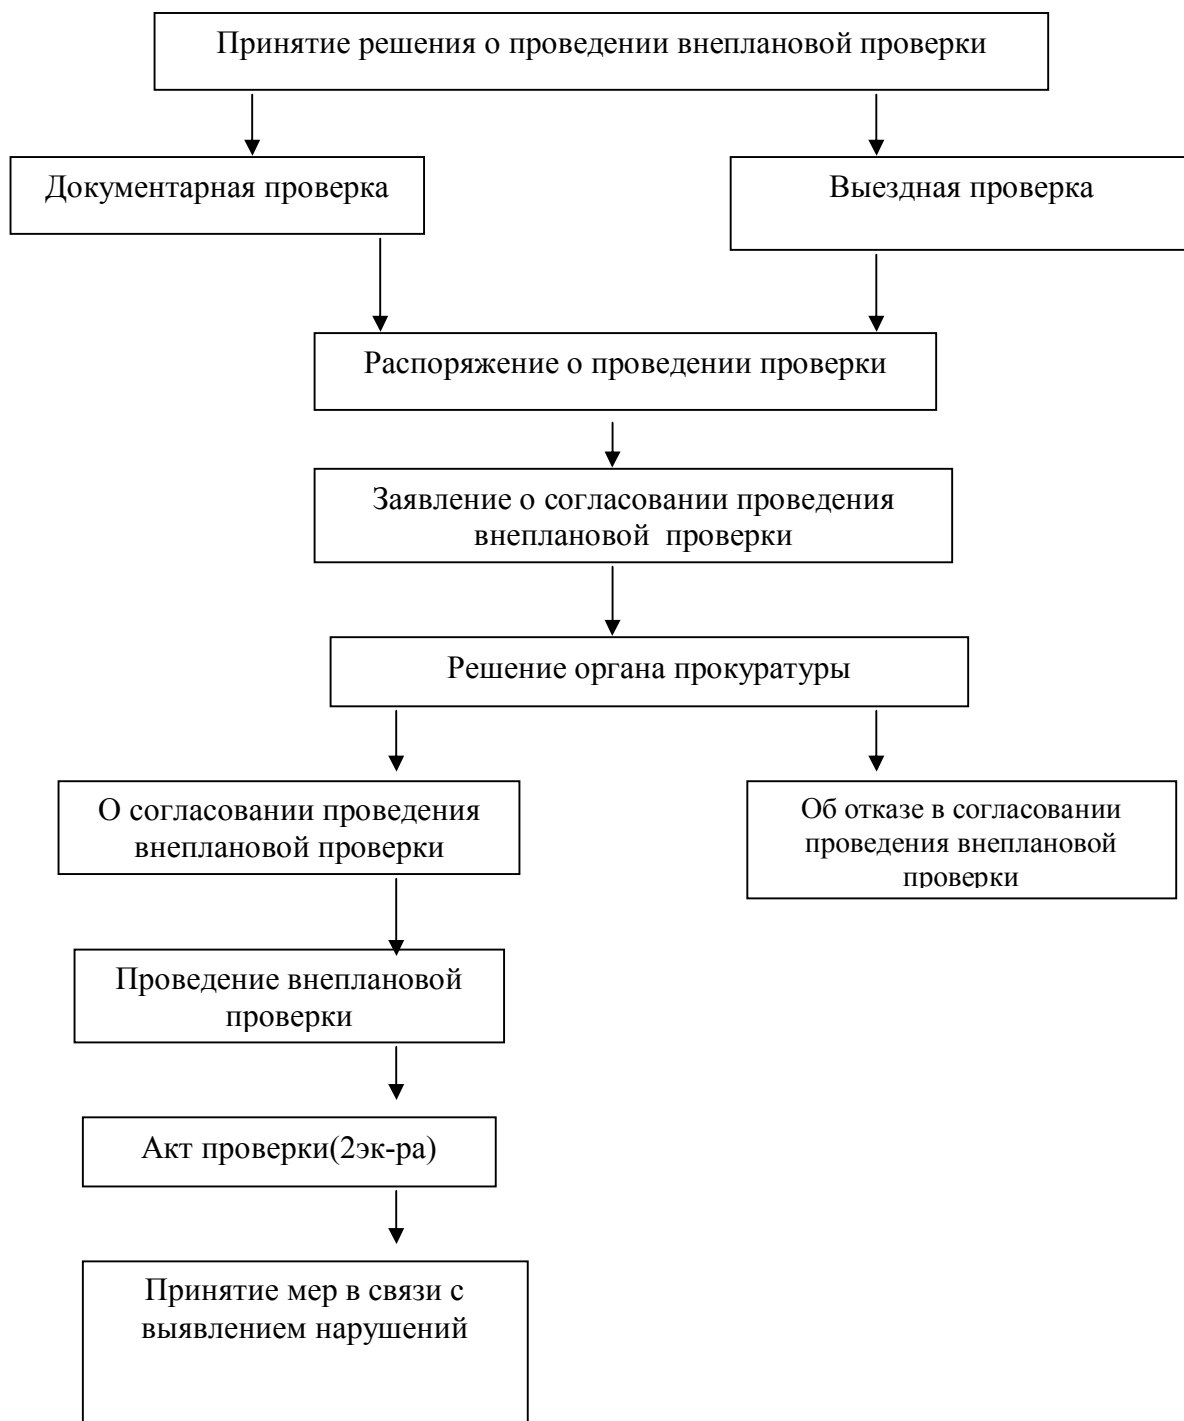 Принятие решения о проведении внеплановой проверки
Документарная проверка
Выездная проверка
Распоряжение о проведении проверки
Заявление о согласовании проведения
внеплановой проверки
Решение органа прокуратуры
О согласовании проведения
внеплановой проверки
Об отказе в согласовании
проведения внеплановой
проверки
Проведение внеплановой
проверки
Акт проверки(2эк-ра)
Принятие мер в связи с
выявлением нарушений